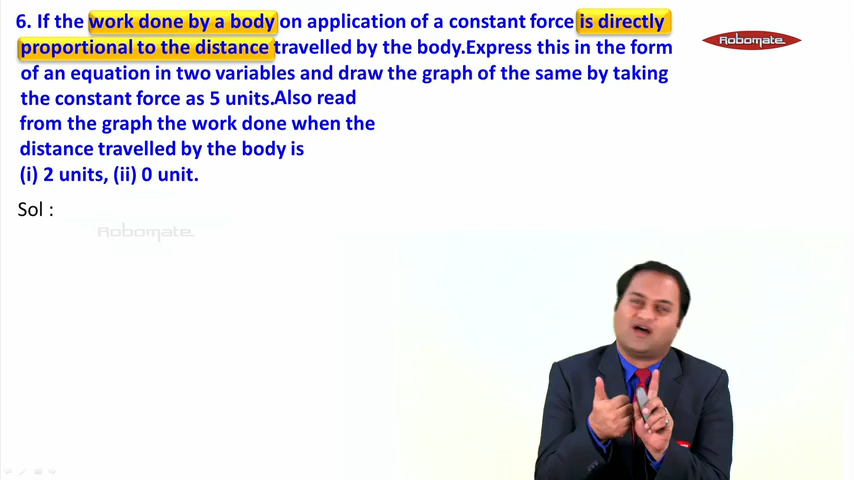 6. If the work done by a body on application of a constant force is directly
Robomate
proportional to the distance travelled by the body.Express this in the form
of an equation in two variables and draw the graph of the same by taking
the constant force as 5 units.Also read
from the graph the work done when the
distance travelled by the body is
(i) 2 units, (ii) 0 unit.
Sol :
Robomate